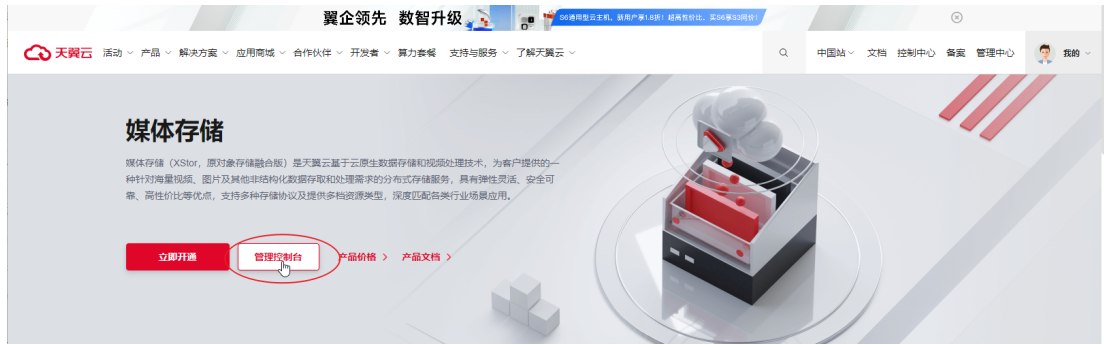 翼企领先 数智升级
S6通用型云主机，新用户享1.8折！超高性价比，买S6享S3同价！
天翼云 活动 产品 解决方案 应用商城 合作伙伴 开发者 算力套餐 支持与服务 了解天翼云 中国站 文档 控制中心 备案 管理中心 我的
媒体存储
媒体存储（XStor，原对象存储融合版）是天翼云基于云原生数据存储和视频处理技术，为客户提供的一
种针对海量视频、图片及其他非结构化数据存取和处理需求的分布式存储服务，具有弹性灵活、安全可
靠、高性价比等优点，支持多种存储协议及提供多档资源类型，深度匹配各类行业场景应用。
立即开通 管理控制台 产品价格 > 产品文档 >